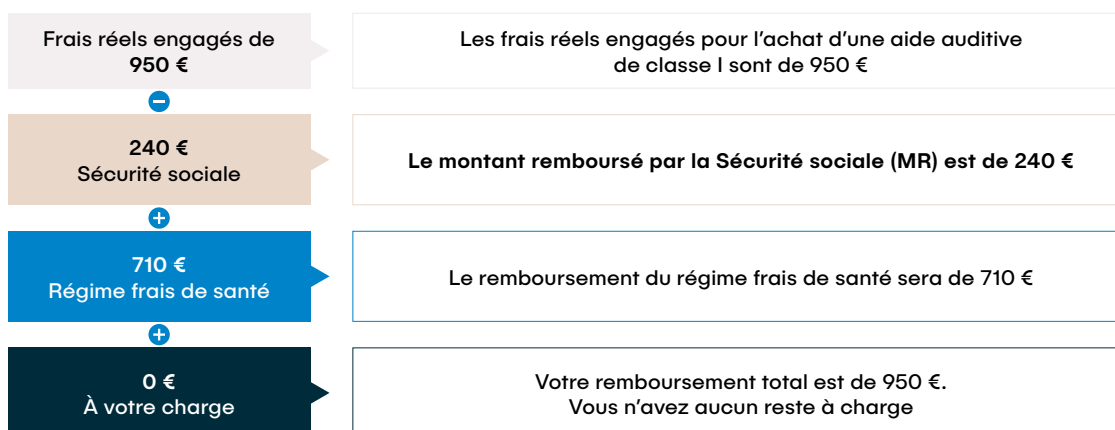 Frais réels engagés de
950 €
Les frais réels engagés pour l'achat d'une aide auditive
de classe I sont de 950 €
240 €
Sécurité sociale
Le montant remboursé par la Sécurité sociale (MR) est de 240 €
710 €
Régime frais de santé
Le remboursement du régime frais de santé sera de 710 €
0 €
À votre charge
Votre remboursement total est de 950 €.
Vous n'avez aucun reste à charge